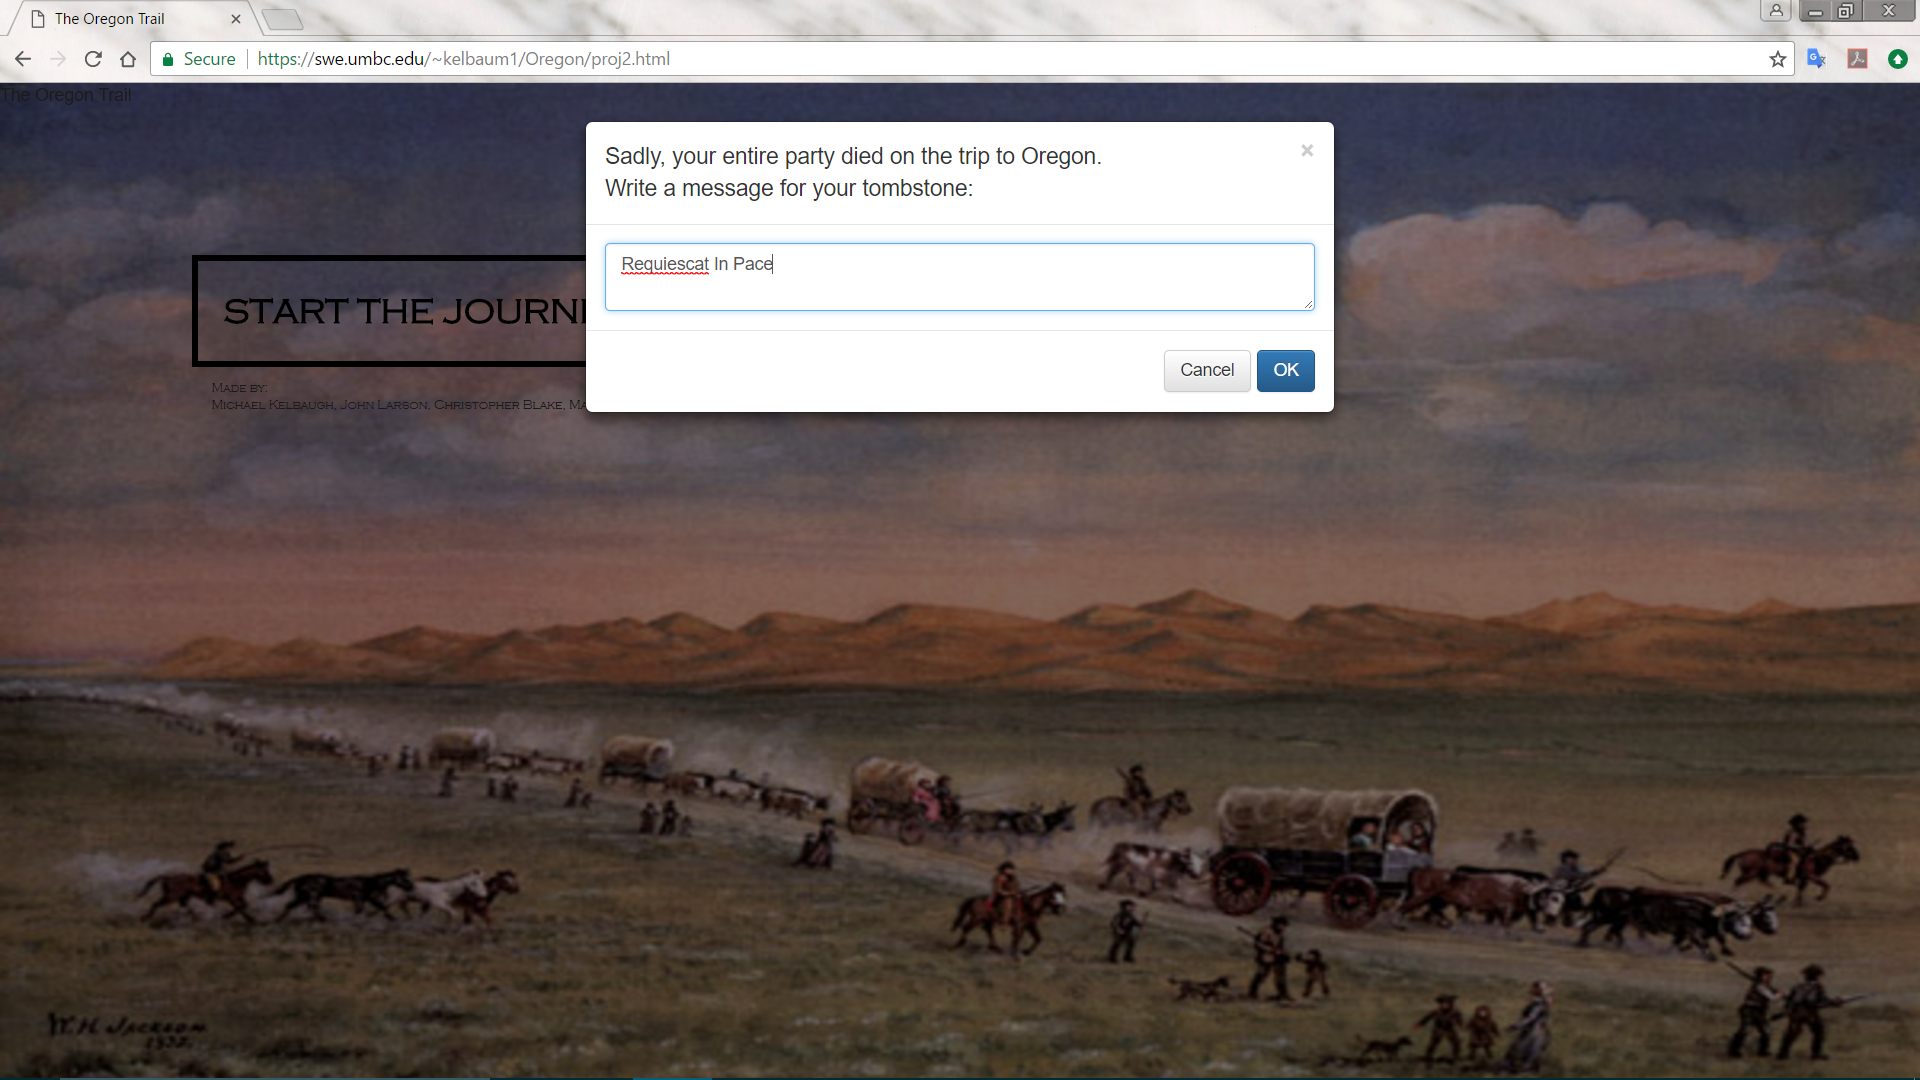 The Oregon Trail
Secure
https://swe.umbc.edu/~kelbaum1/Oregon/proj2.html
The Oregon Trail
Sadly, your entire party died on the trip to Oregon.
Write a message for your tombstone:
Requiescat In Pace
Cancel OK
START THE JOURN
MADE BY:
MICHAEL KELBAUGH, JOHN LARSON, CHRISTOPHER BLAKE, MA
W. H. JACKSON